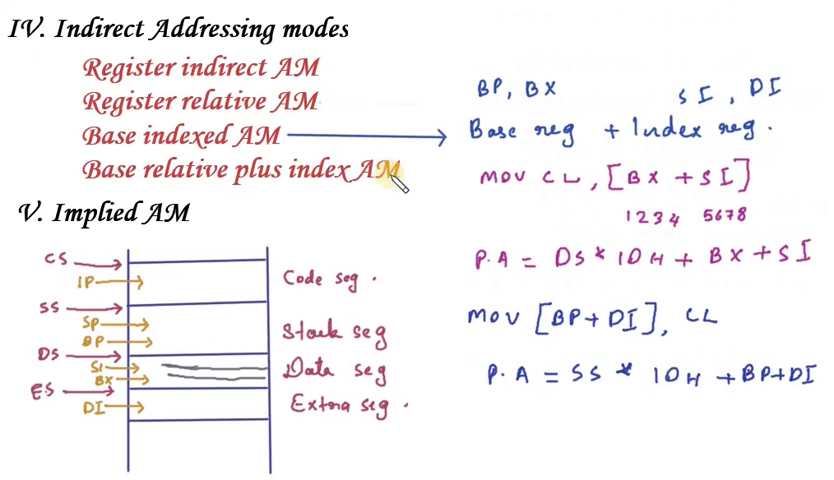 IV. Indirect Addressing modes
Register indirect AM
Register relative AM
Base indexed AM
Base relative plus index AM
V. Implied AM
BP, BX SI, DI
Base reg + Index reg.
MOV CL, [BX + SI]
1234 5678
P.A = DS * 10H + BX + SI
MOV [BP + DI], CL
P.A = SS * 10H + BP+DI
CS
IP
Code seg.
SS
SP
BP
Stack seg
DS
SI
BX
Data seg
ES
DI
Extra seg.